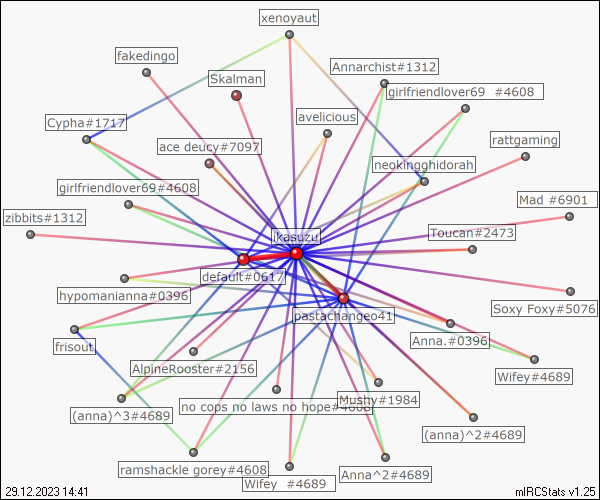 xenoyaut
fakedingo
Annarchist#1312
Skalman
girlfriendlover69 #4608
Cypha#1717
avelicious
ace deucy#7097
rattgaming
neokingghidorah
girlfriendlover69#4608
Mad #6901
zibbits#1312
Toucan#2473
ikasuzu
default#0617
hypomanianna#0396
Soxy Foxy#5076
pastachangeo41
Anna.#0396
frisout
AlpineRooster#2156
Wifey#4689
Mushy#1984
no cops no laws no hope#4608
(anna)^3#4689
(anna)^2#4689
ramshackle gorey#4608
Anna^2#4689
Wifey #4689
29.12.2023 14:41
mIRCStats v1.25